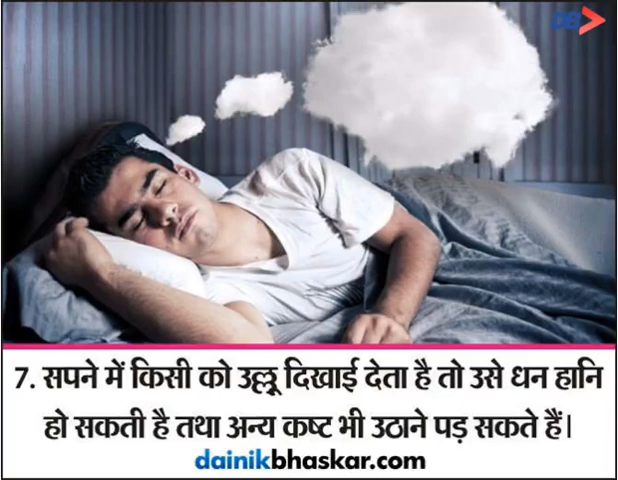 DB
7. सपने में किसी को उल्लू दिखाई देता है तो उसे धन हानि
हो सकती है तथा अन्य कष्ट भी उठाने पड़ सकते हैं।
dainikbhaskar.com